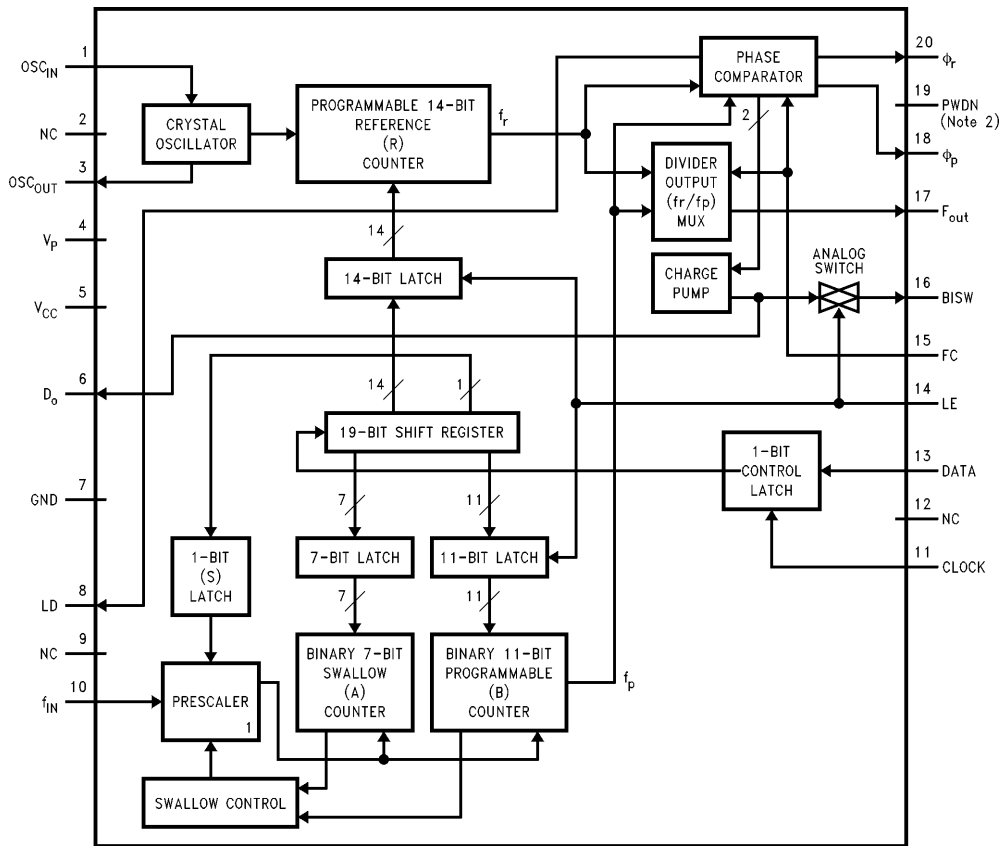 1
OSC_IN
2
NC
3
OSC_OUT
4
V_P
5
V_CC
6
D_o
7
GND
8
LD
9
NC
10
f_IN
CRYSTAL
OSCILLATOR
PROGRAMMABLE 14-BIT
REFERENCE
(R)
COUNTER
f_r
14
14-BIT LATCH
14
1
19-BIT SHIFT REGISTER
7
11
1-BIT
(S)
LATCH
7-BIT LATCH
11-BIT LATCH
7
11
PRESCALER
1
BINARY 7-BIT
SWALLOW
(A)
COUNTER
BINARY 11-BIT
PROGRAMMABLE
(B)
COUNTER
f_p
SWALLOW CONTROL
PHASE
COMPARATOR
2
DIVIDER
OUTPUT
(fr/fp)
MUX
CHARGE
PUMP
ANALOG
SWITCH
1-BIT
CONTROL
LATCH
20
ϕ_r
19
PWDN
(Note 2)
18
ϕ_p
17
F_out
16
BISW
15
FC
14
LE
13
DATA
12
NC
11
CLOCK